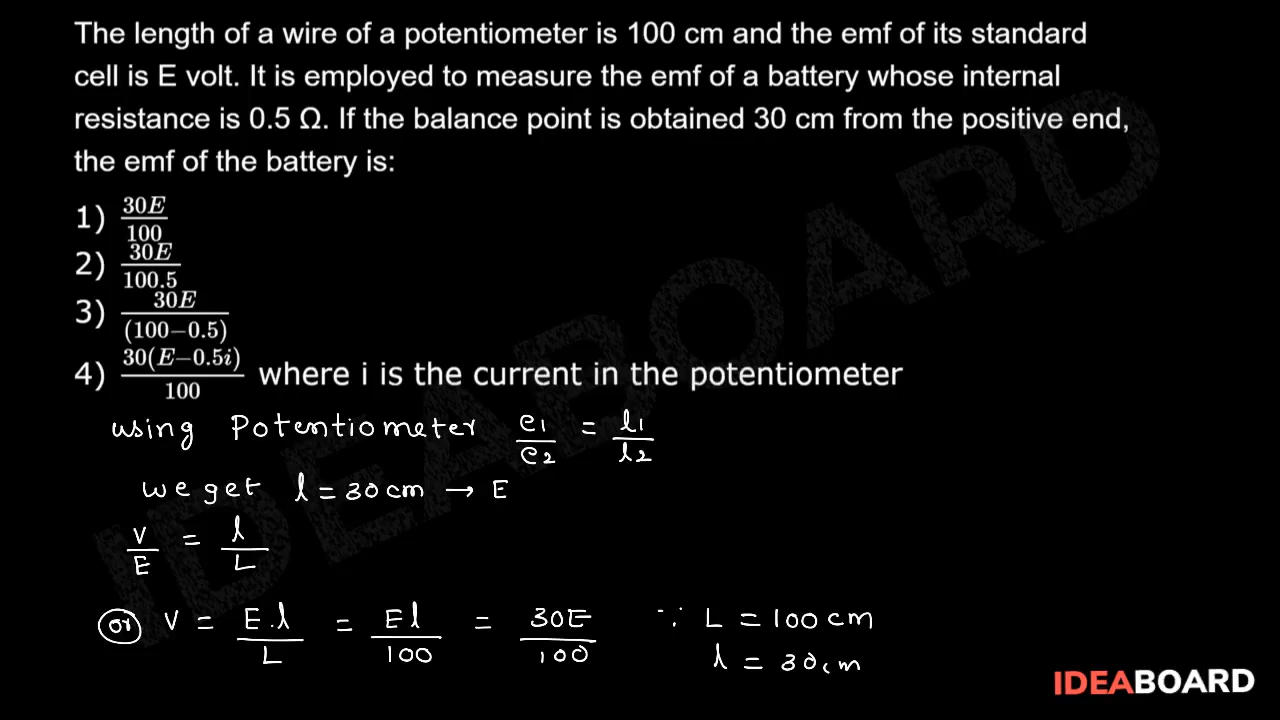 The length of a wire of a potentiometer is 100 cm and the emf of its standard
cell is E volt. It is employed to measure the emf of a battery whose internal
resistance is 0.5 Ω. If the balance point is obtained 30 cm from the positive end,
the emf of the battery is:
1) 30E/100
2) 30E/100.5
3) 30E/(100−0.5)
4) 30(E−0.5i)/100 where i is the current in the potentiometer
using Potentiometer e1/e2 = l1/l2
we get l = 30 cm → E
V/E = l/L
or V = E.l/L = El/100 = 30E/100 ∵ L = 100 cm
l = 30cm
IDEABOARD
IDEABOARD